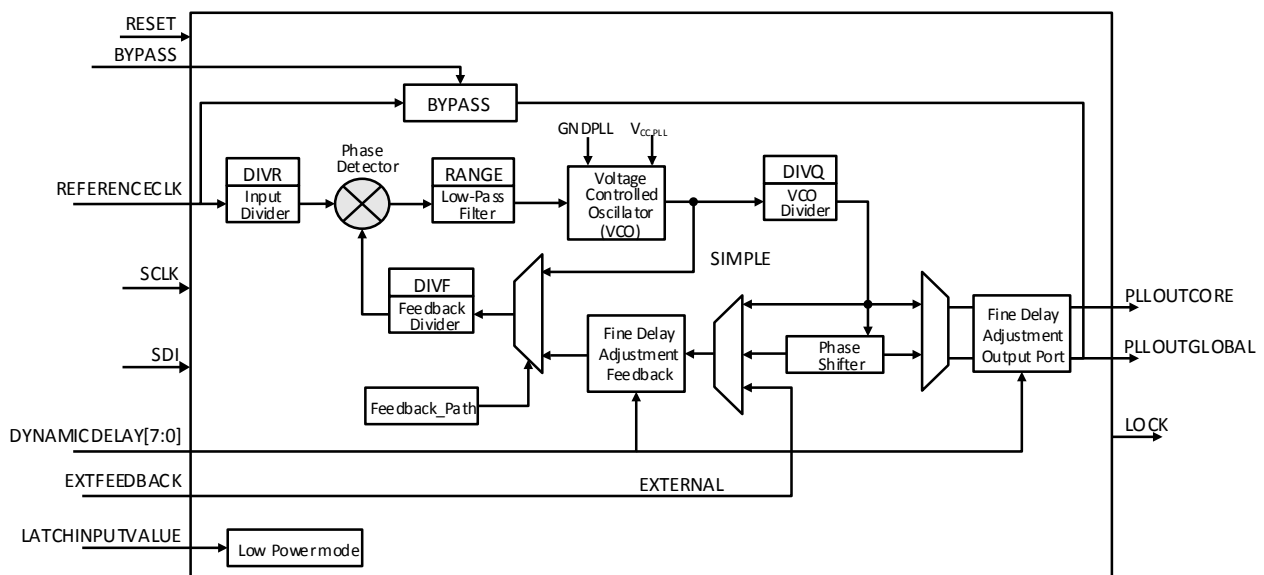 RESET
BYPASS
BYPASS
GNDPLL
VCCPLL
Phase
Detector
REFERENCECLK
DIVR
Input
Divider
RANGE
Low-Pass
Filter
Voltage
Controlled
Oscillator
(VCO)
DIVQ
VCO
Divider
SIMPLE
SCLK
DIVF
Feedback
Divider
PLLOUTCORE
Fine Delay
Adjustment
Feedback
Phase
Shifter
Fine Delay
Adjustment
Output Port
PLLOUTGLOBAL
SDI
Feedback_Path
DYNAMICDELAY[7:0]
LOCK
EXTFEEDBACK
EXTERNAL
LATCHINPUTVALUE
Low Power mode